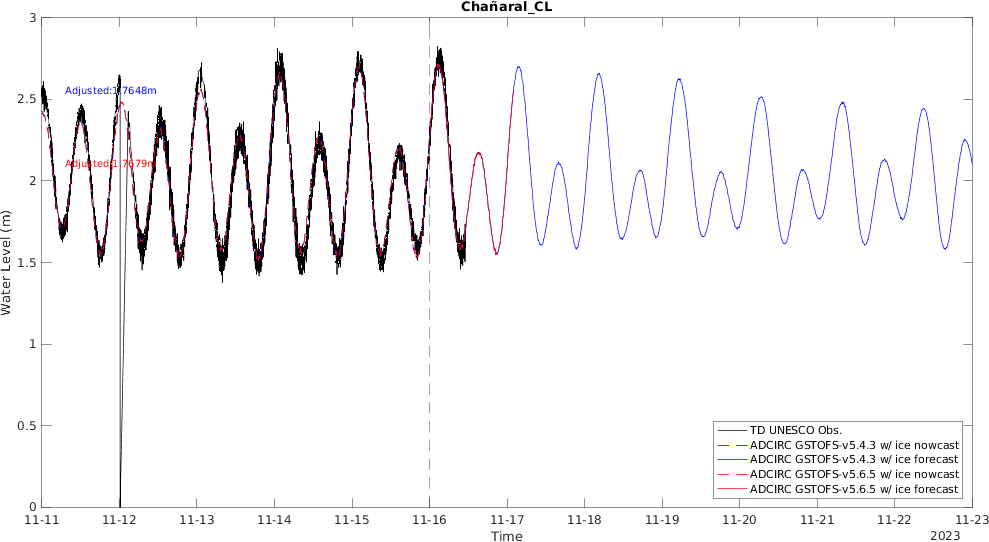 Chañaral_CL
3
2.5
2
1.5
1
0.5
0
Water Level (m)
Adjusted:1.7648m
Adjusted:1.7679m
TD UNESCO Obs.
ADCIRC GSTOFS-v5.4.3 w/ ice nowcast
ADCIRC GSTOFS-v5.4.3 w/ ice forecast
ADCIRC GSTOFS-v5.6.5 w/ ice nowcast
ADCIRC GSTOFS-v5.6.5 w/ ice forecast
11-11 11-12 11-13 11-14 11-15 11-16 11-17 11-18 11-19 11-20 11-21 11-22 11-23
Time
2023